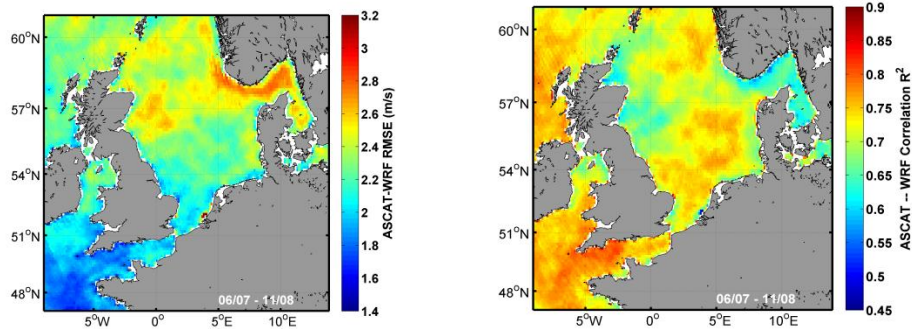 60°N
57°N
54°N
51°N
48°N
5°W
0°
5°E
10°E
06/07 - 11/08
3.2
3
2.8
2.6
2.4
2.2
2
1.8
1.6
1.4
ASCAT-WRF RMSE (m/s)
60°N
57°N
54°N
51°N
48°N
5°W
0°
5°E
10°E
06/07 - 11/08
0.9
0.85
0.8
0.75
0.7
0.65
0.6
0.55
0.5
0.45
ASCAT -- WRF Correlation R²